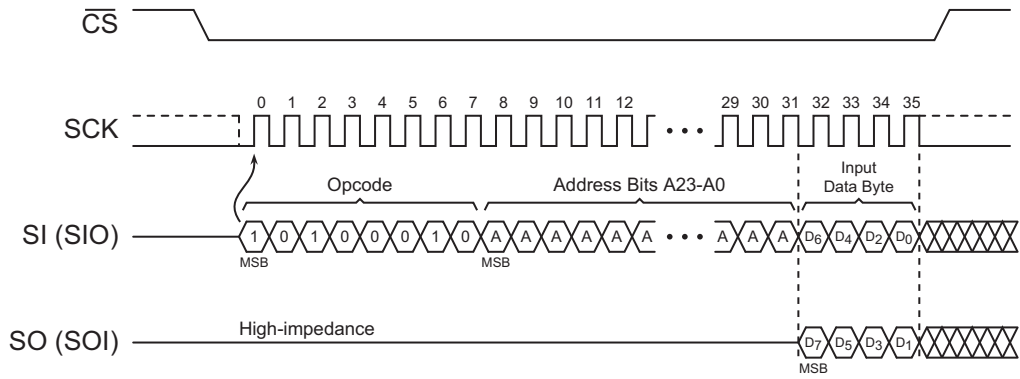 CS
0 1 2 3 4 5 6 7 8 9 10 11 12 29 30 31 32 33 34 35
SCK
Opcode Address Bits A23-A0 Input
Data Byte
SI (SIO) 1 0 1 0 0 0 1 0 A A A A A A A A A D6 D4 D2 D0
MSB MSB
High-impedance
SO (SOI) D7 D5 D3 D1
MSB